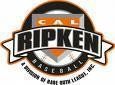 CAL
RIPKEN
BASEBALL
A DIVISION OF BABE RUTH LEAGUE, INC.